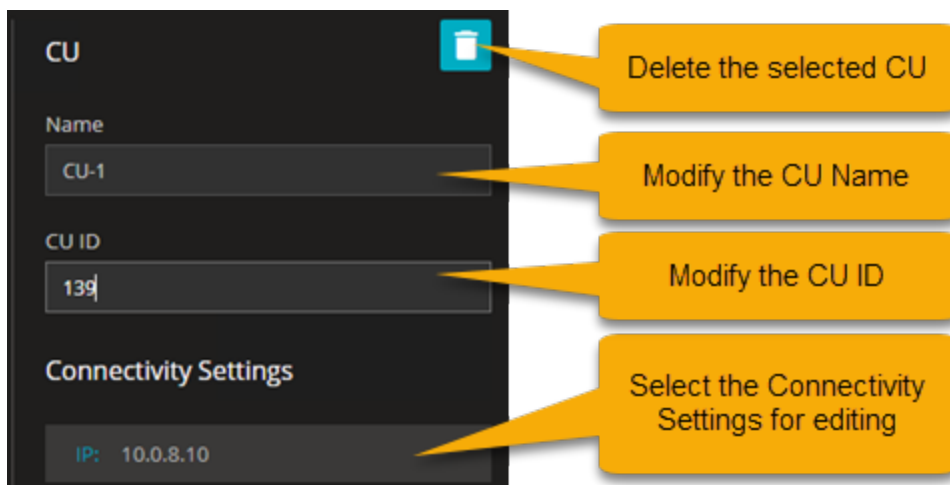 CU
Delete the selected CU
Name
CU-1
Modify the CU Name
CU ID
139
Modify the CU ID
Connectivity Settings
Select the Connectivity
Settings for editing
IP: 10.0.8.10